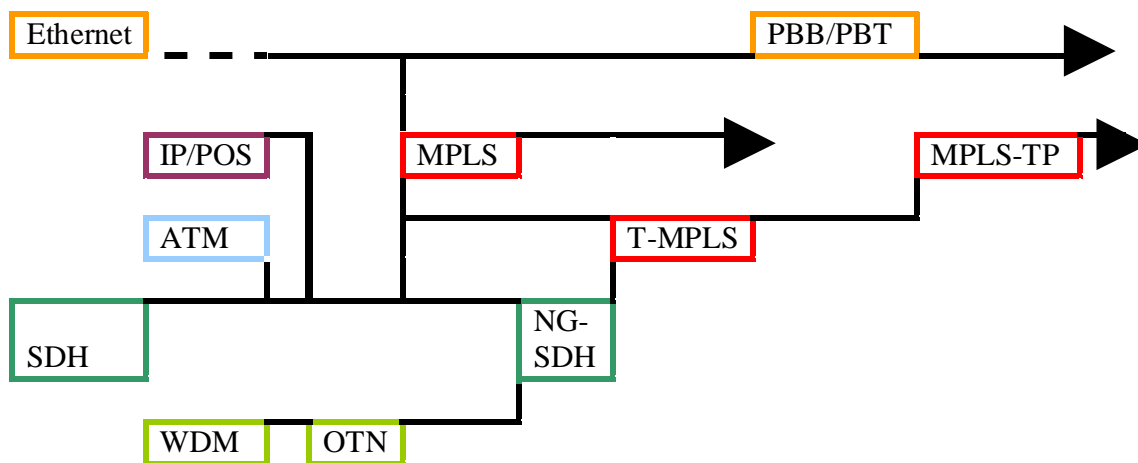 Ethernet
PBB/PBT
IP/POS
MPLS
MPLS-TP
ATM
T-MPLS
SDH
NG-
SDH
WDM
OTN